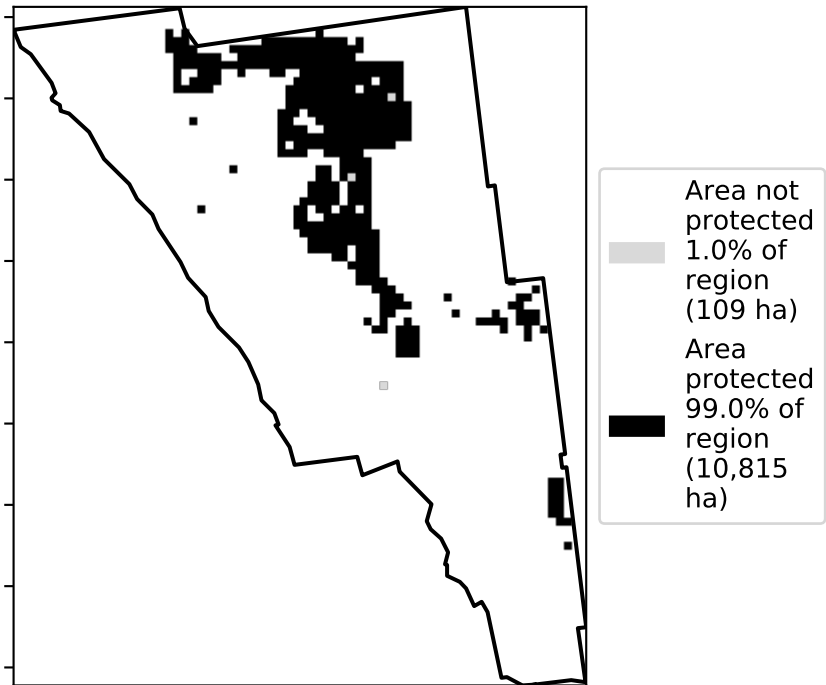 Area not
protected
1.0% of
region
(109 ha)
Area
protected
99.0% of
region
(10,815
ha)